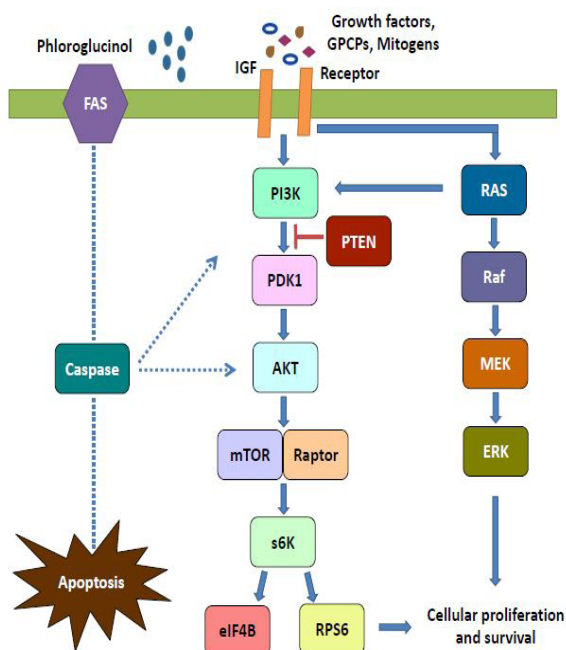 Phloroglucinol
Growth factors,
GPCPs, Mitogens
IGF
Receptor
FAS
PI3K
RAS
PTEN
PDK1
Raf
Caspase
AKT
MEK
mTOR
Raptor
ERK
s6K
Apoptosis
eIF4B
RPS6
Cellular proliferation
and survival